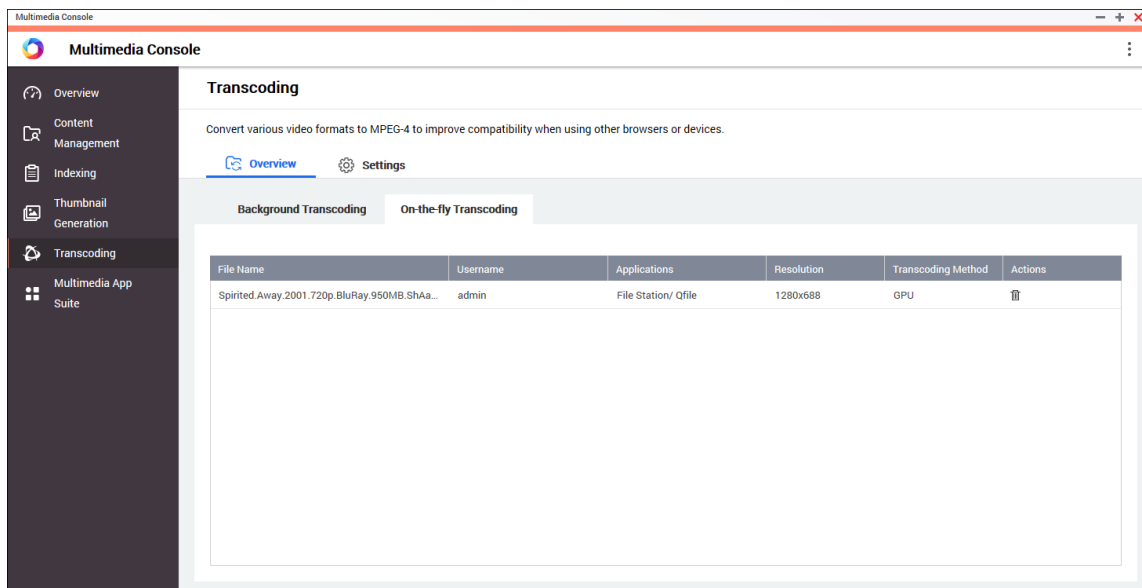 Multimedia Console
Multimedia Console
Overview
Content
Management
Indexing
Thumbnail
Generation
Transcoding
Multimedia App
Suite
Transcoding
Convert various video formats to MPEG-4 to improve compatibility when using other browsers or devices.
Overview Settings
Background Transcoding On-the-fly Transcoding
File Name Username Applications Resolution Transcoding Method Actions
Spirited.Away.2001.720p.BluRay.950MB.ShAa... admin File Station/ Qfile 1280x688 GPU